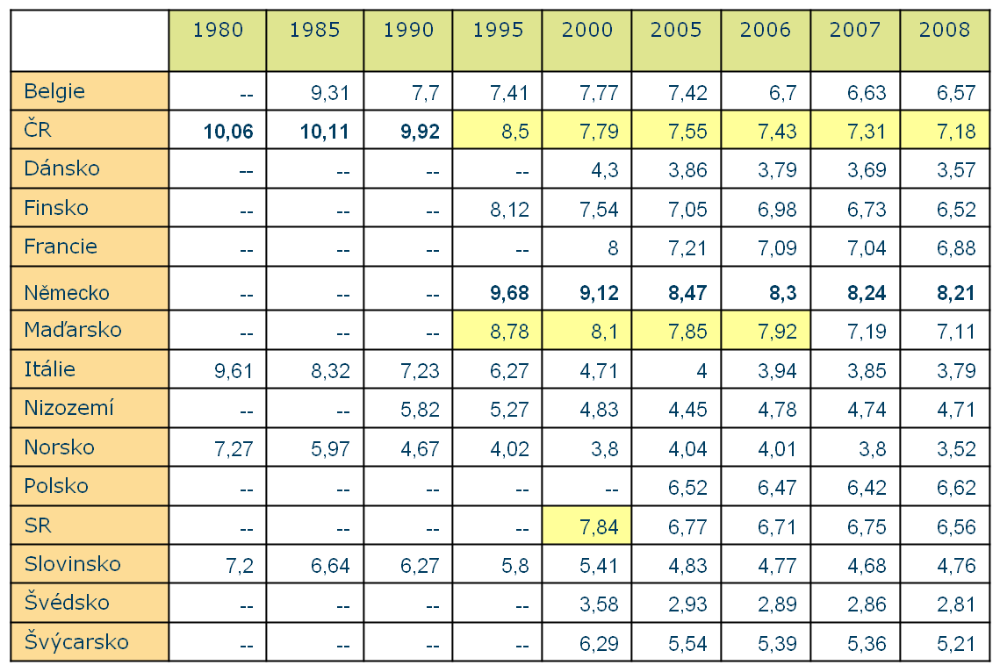 1980 1985 1990 1995 2000 2005 2006 2007 2008
Belgie -- 9,31 7,7 7,41 7,77 7,42 6,7 6,63 6,57
ČR 10,06 10,11 9,92 8,5 7,79 7,55 7,43 7,31 7,18
Dánsko -- -- -- -- 4,3 3,86 3,79 3,69 3,57
Finsko -- -- -- 8,12 7,54 7,05 6,98 6,73 6,52
Francie -- -- -- -- 8 7,21 7,09 7,04 6,88
Německo -- -- -- 9,68 9,12 8,47 8,3 8,24 8,21
Maďarsko -- -- -- 8,78 8,1 7,85 7,92 7,19 7,11
Itálie 9,61 8,32 7,23 6,27 4,71 4 3,94 3,85 3,79
Nizozemí -- -- 5,82 5,27 4,83 4,45 4,78 4,74 4,71
Norsko 7,27 5,97 4,67 4,02 3,8 4,04 4,01 3,8 3,52
Polsko -- -- -- -- -- 6,52 6,47 6,42 6,62
SR -- -- -- -- 7,84 6,77 6,71 6,75 6,56
Slovinsko 7,2 6,64 6,27 5,8 5,41 4,83 4,77 4,68 4,76
Švédsko -- -- -- -- 3,58 2,93 2,89 2,86 2,81
Švýcarsko -- -- -- -- 6,29 5,54 5,39 5,36 5,21